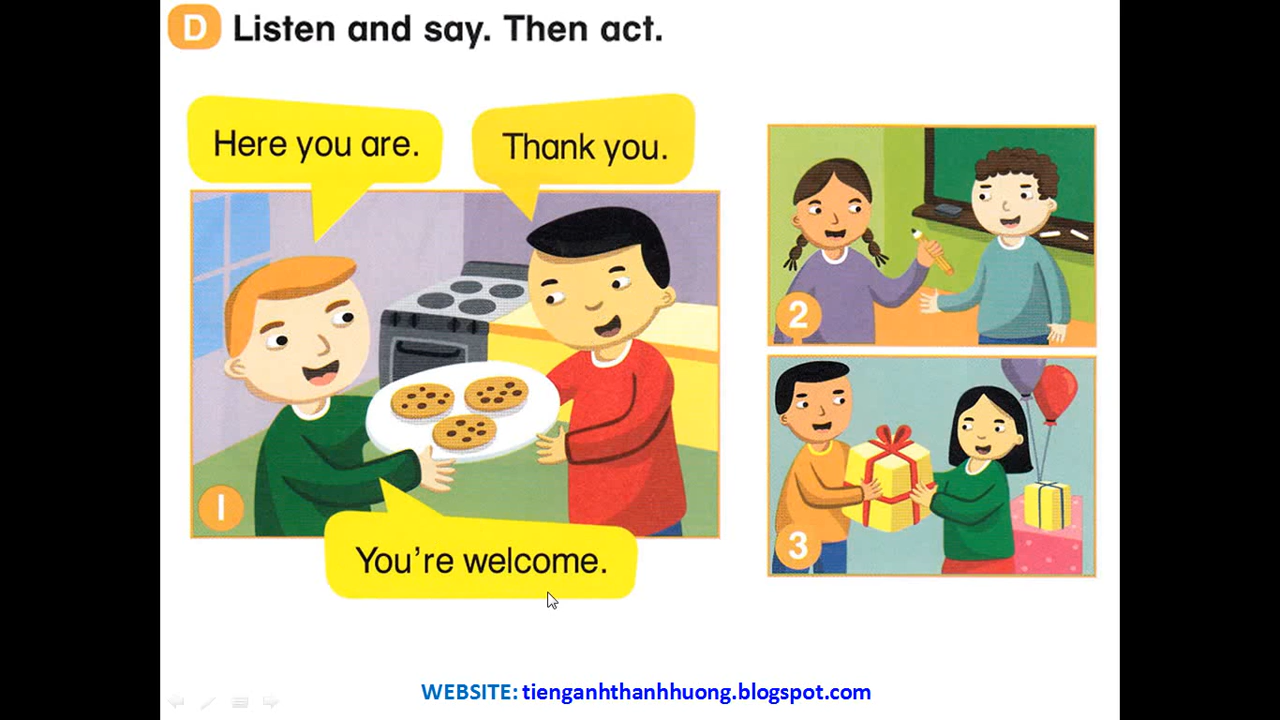 D Listen and say. Then act.
Here you are.
Thank you.
1
You're welcome.
2
3
WEBSITE: tienganhthanhhuong.blogspot.com